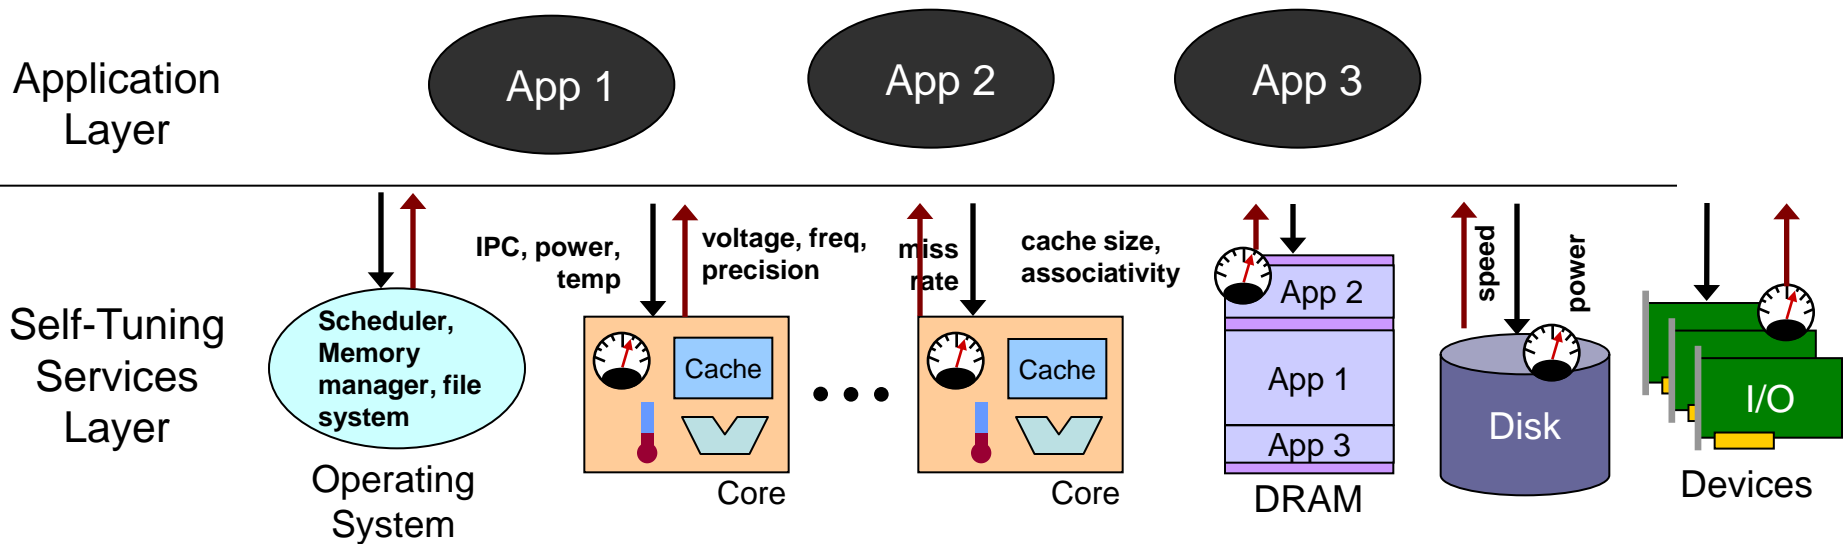 Application
Layer
App 1
App 2
App 3
Self-Tuning
Services
Layer
Scheduler,
Memory
manager, file
system
Operating
System
IPC, power,
temp
voltage, freq,
precision
Cache
Core
miss
rate
cache size,
associativity
Cache
Core
App 2
App 1
App 3
DRAM
speed
power
Disk
I/O
Devices